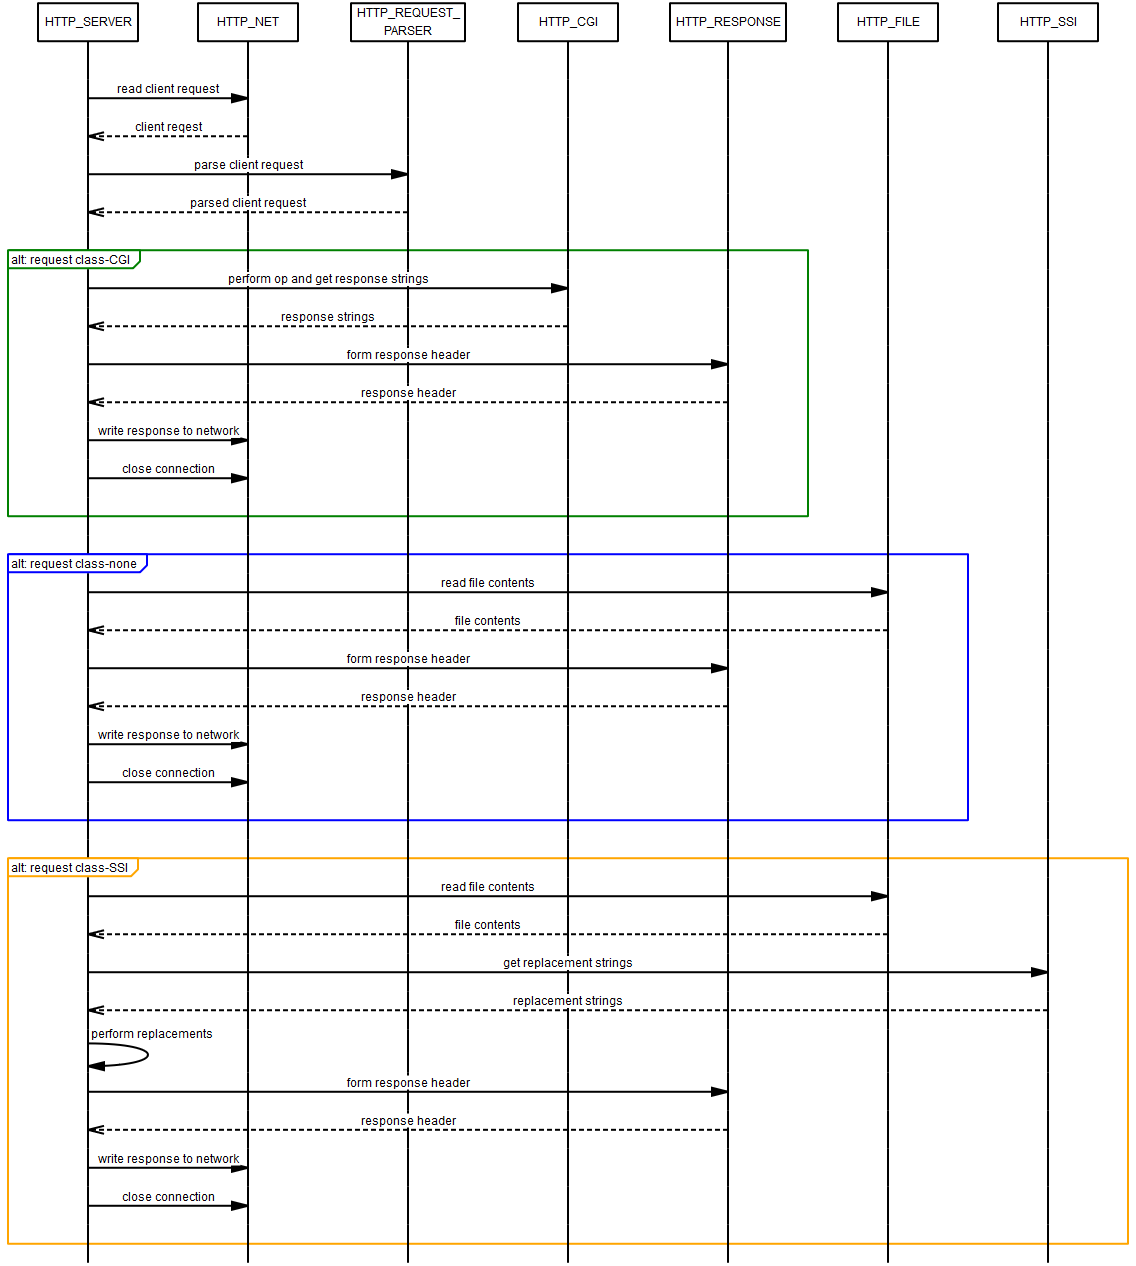 HTTP_SERVER
HTTP_NET
HTTP_REQUEST_
PARSER
HTTP_CGI
HTTP_RESPONSE
HTTP_FILE
HTTP_SSI
read client request
client reqest
parse client request
parsed client request
alt: request class-CGI
perform op and get response strings
response strings
form response header
response header
write response to network
close connection
alt: request class-none
read file contents
file contents
form response header
response header
write response to network
close connection
alt: request class-SSI
read file contents
file contents
get replacement strings
replacement strings
perform replacements
form response header
response header
write response to network
close connection